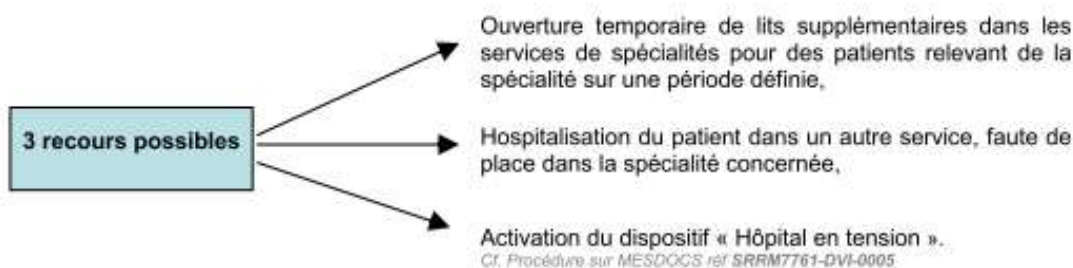 Ouverture temporaire de lits supplémentaires dans les
services de spécialités pour des patients relevant de la
spécialité sur une période définie,
3 recours possibles
Hospitalisation du patient dans un autre service, faute de
place dans la spécialité concernée,
Activation du dispositif « Hôpital en tension ».
Cf. Procédure sur MESDOCS réf SRRM7761-DVI-0005